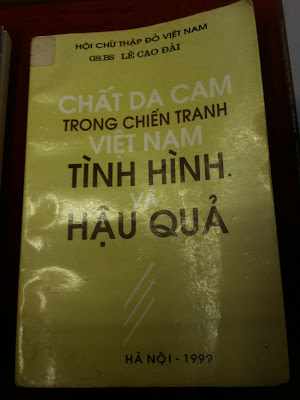 HỘI CHỮ THẬP ĐỎ VIỆT NAM
GS.BS LÊ CAO ĐÀI
CHẤT DA CAM
TRONG CHIẾN TRANH
VIỆT NAM
TÌNH HÌNH
VÀ
HẬU QUẢ
HÀ NỘI - 1999